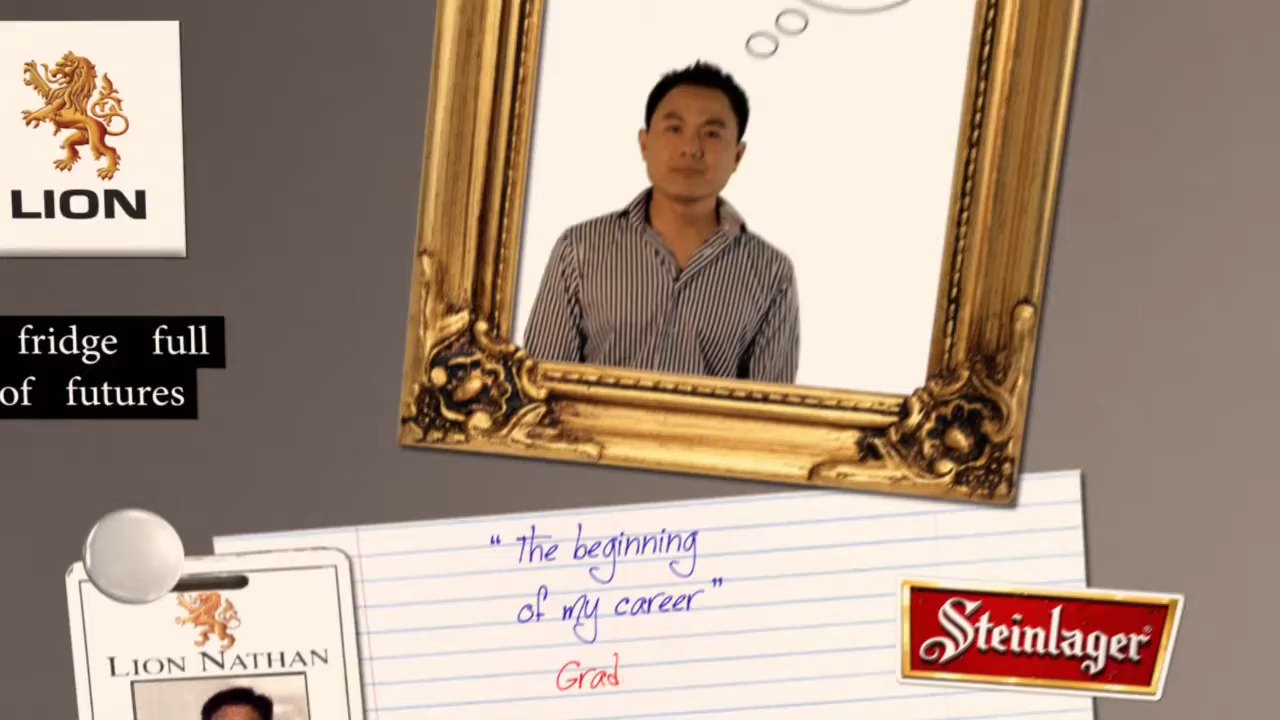 LION
fridge full
of futures
“ The beginning
of my career ”
Grad
LION NATHAN
Steinlager